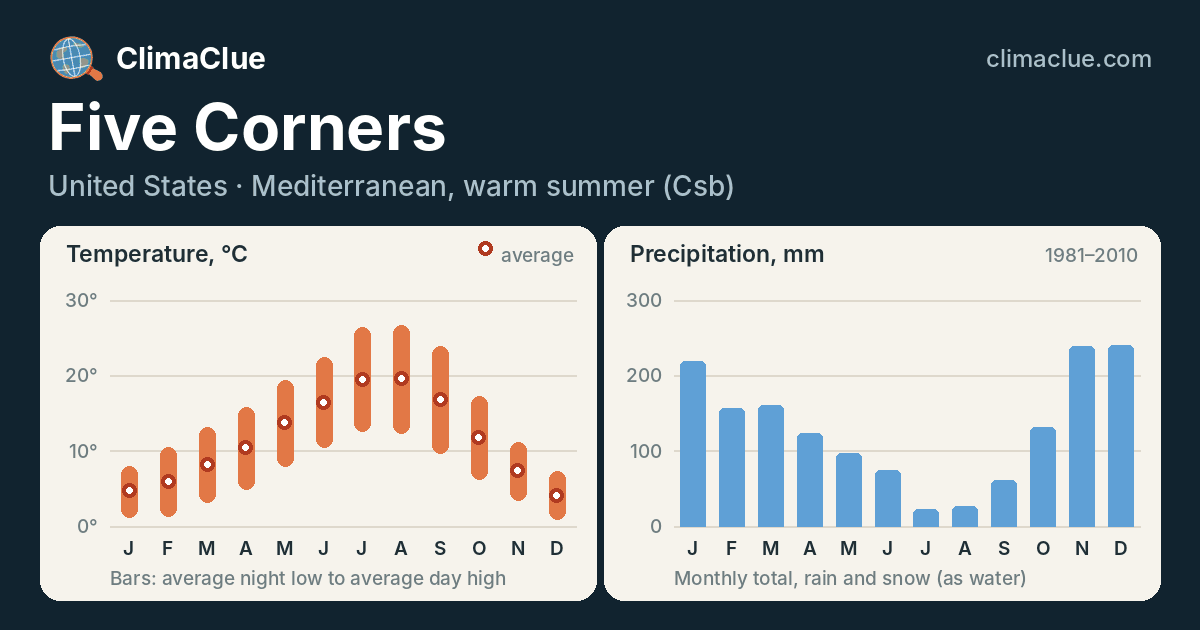 ClimaClue
climaclue.com
Five Corners
United States · Mediterranean, warm summer (Csb)
Temperature, °C
average
30°
20°
10°
0°
J F M A M J J A S O N D
Bars: average night low to average day high
Precipitation, mm
1981–2010
300
200
100
0
J F M A M J J A S O N D
Monthly total, rain and snow (as water)